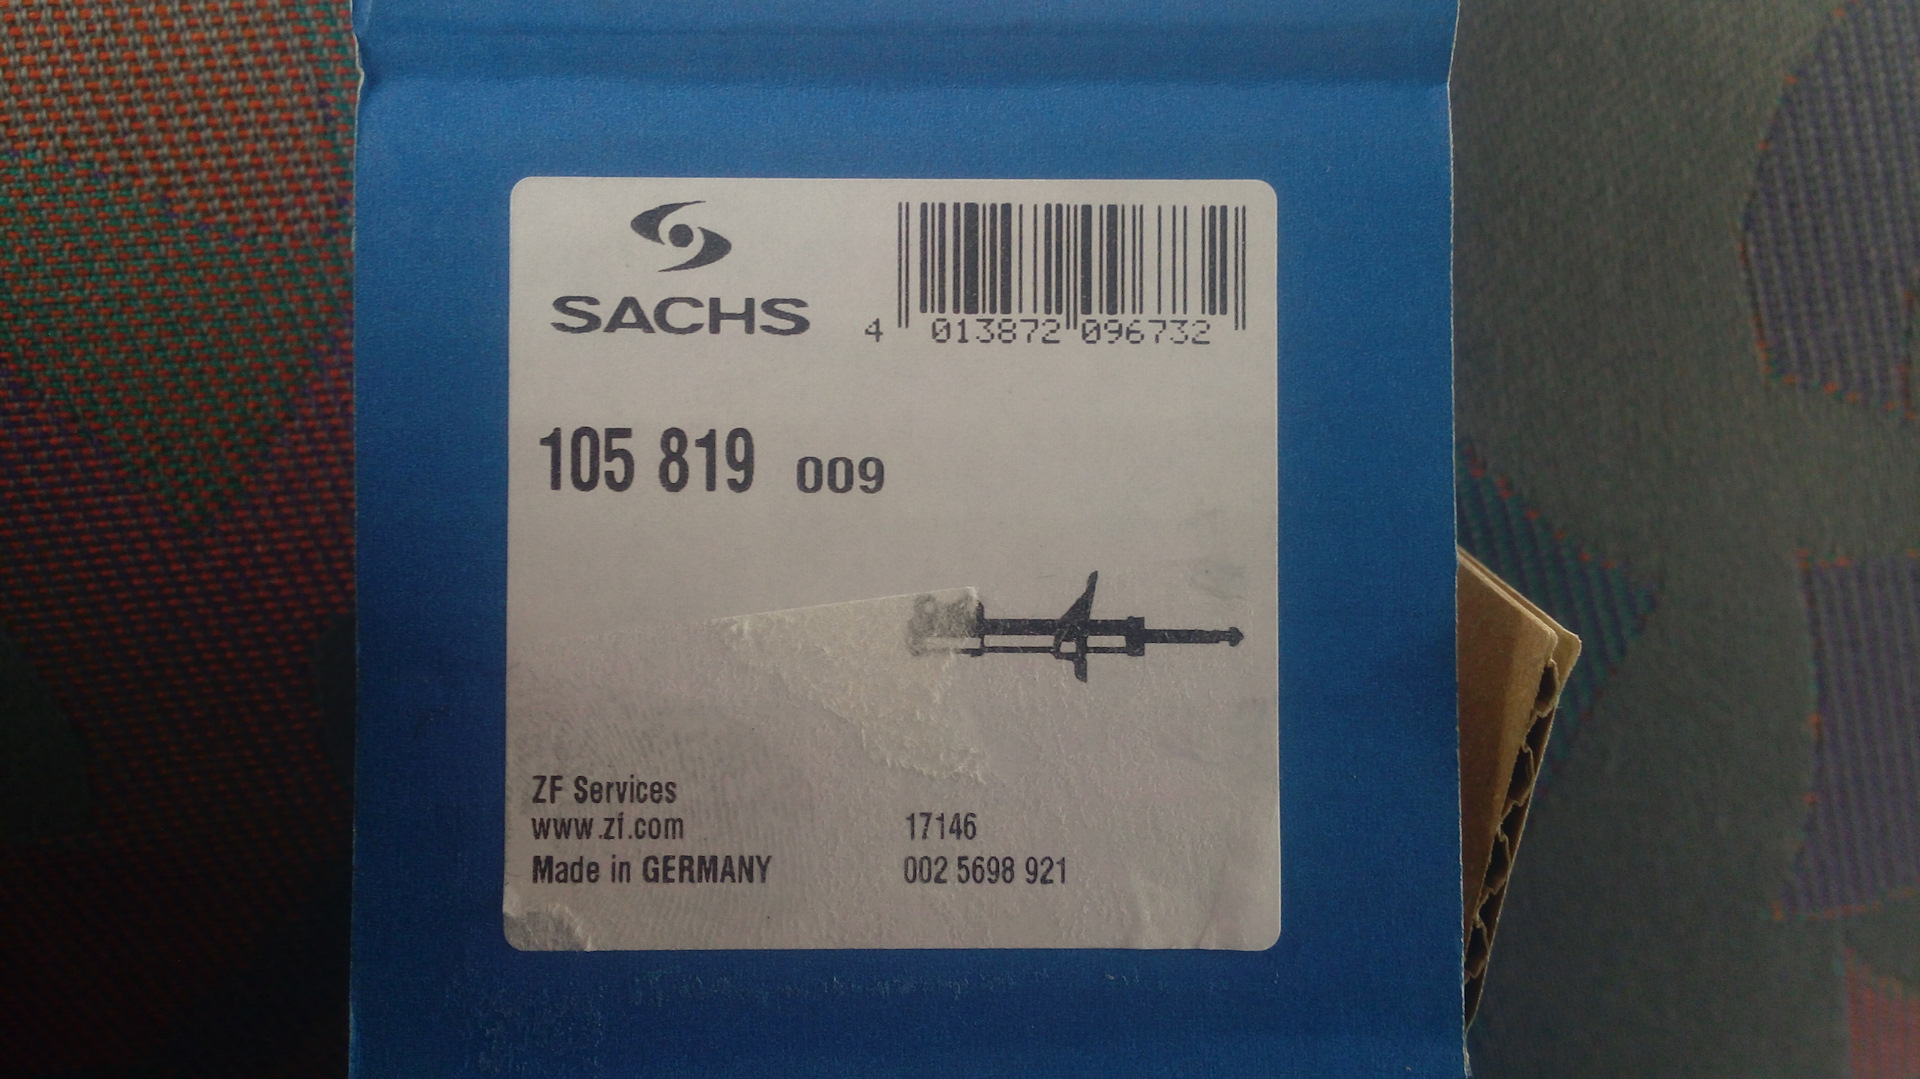 SACHS
4 013872 096732
105 819 009
ZF Services
www.zf.com
17146
Made in GERMANY
002 5698 921